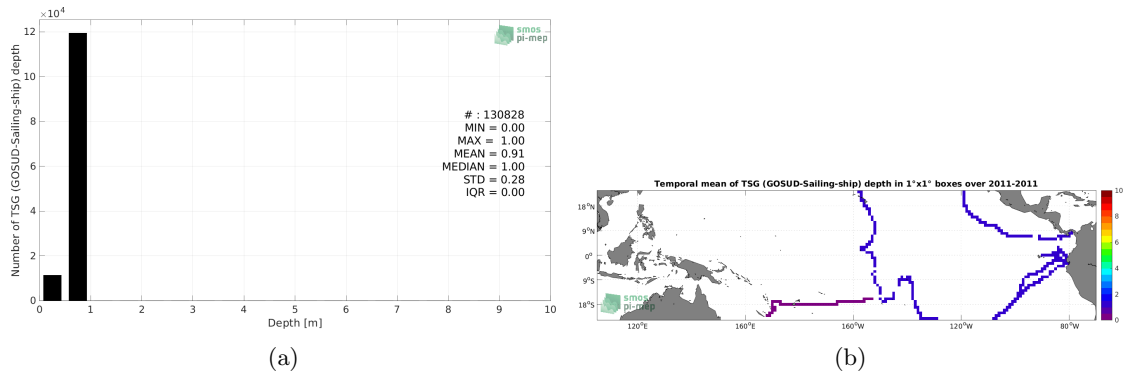 ×10⁴
12
10
8
6
4
2
0
Number of TSG (GOSUD-Sailing-ship) depth
smos
pi-mep
# : 130828
MIN = 0.00
MAX = 1.00
MEAN = 0.91
MEDIAN = 1.00
STD = 0.28
IQR = 0.00
0 1 2 3 4 5 6 7 8 9 10
Depth [m]
(a)
Temporal mean of TSG (GOSUD-Sailing-ship) depth in 1°x1° boxes over 2011-2011
18°N
9°N
0°
9°S
18°S
smos
pi-mep
120°E 160°E 160°W 120°W 80°W
10
8
6
4
2
0
(b)